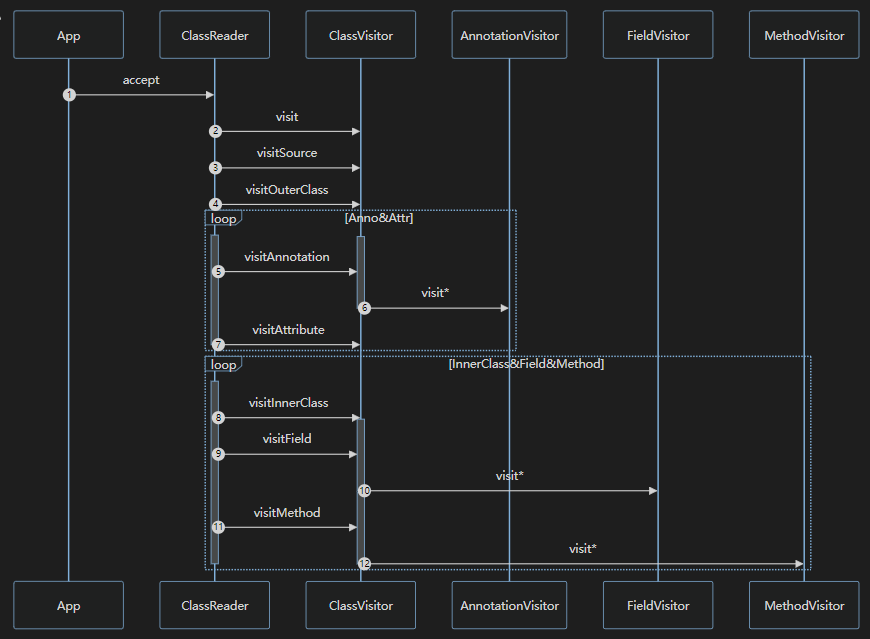 App ClassReader ClassVisitor AnnotationVisitor FieldVisitor MethodVisitor
accept
1
visit
2
visitSource
3
visitOuterClass
4
loop [Anno&Attr]
visitAnnotation
5
visit*
6
visitAttribute
7
loop [InnerClass&Field&Method]
visitInnerClass
8
visitField
9
visit*
10
visitMethod
11
visit*
12
App ClassReader ClassVisitor AnnotationVisitor FieldVisitor MethodVisitor